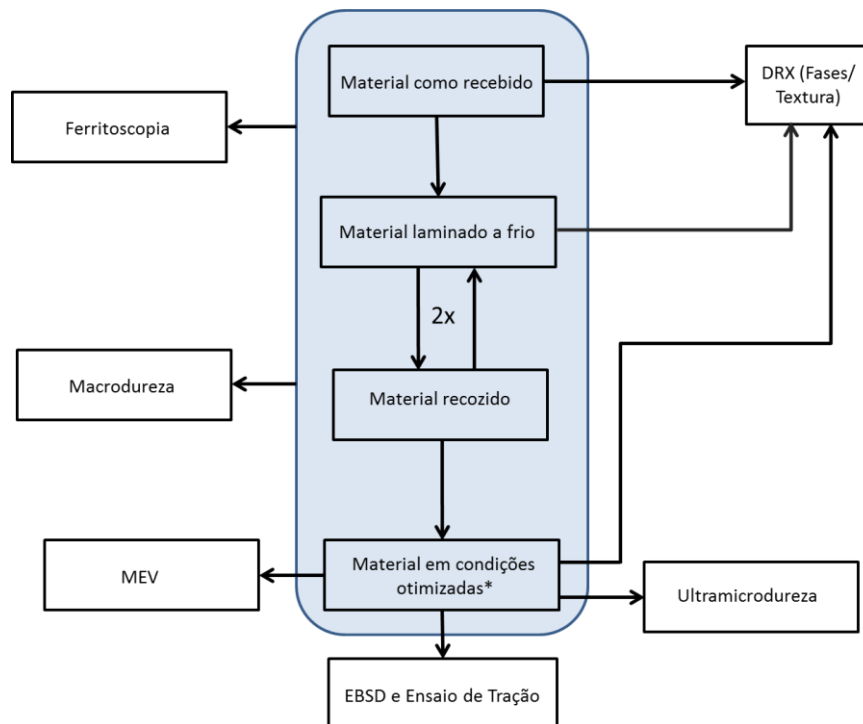 Material como recebido
DRX (Fases/
Textura)
Ferritoscopia
Material laminado a frio
2x
Macrodureza
Material recozido
MEV
Material em condições
otimizadas*
Ultramicrodureza
EBSD e Ensaio de Tração